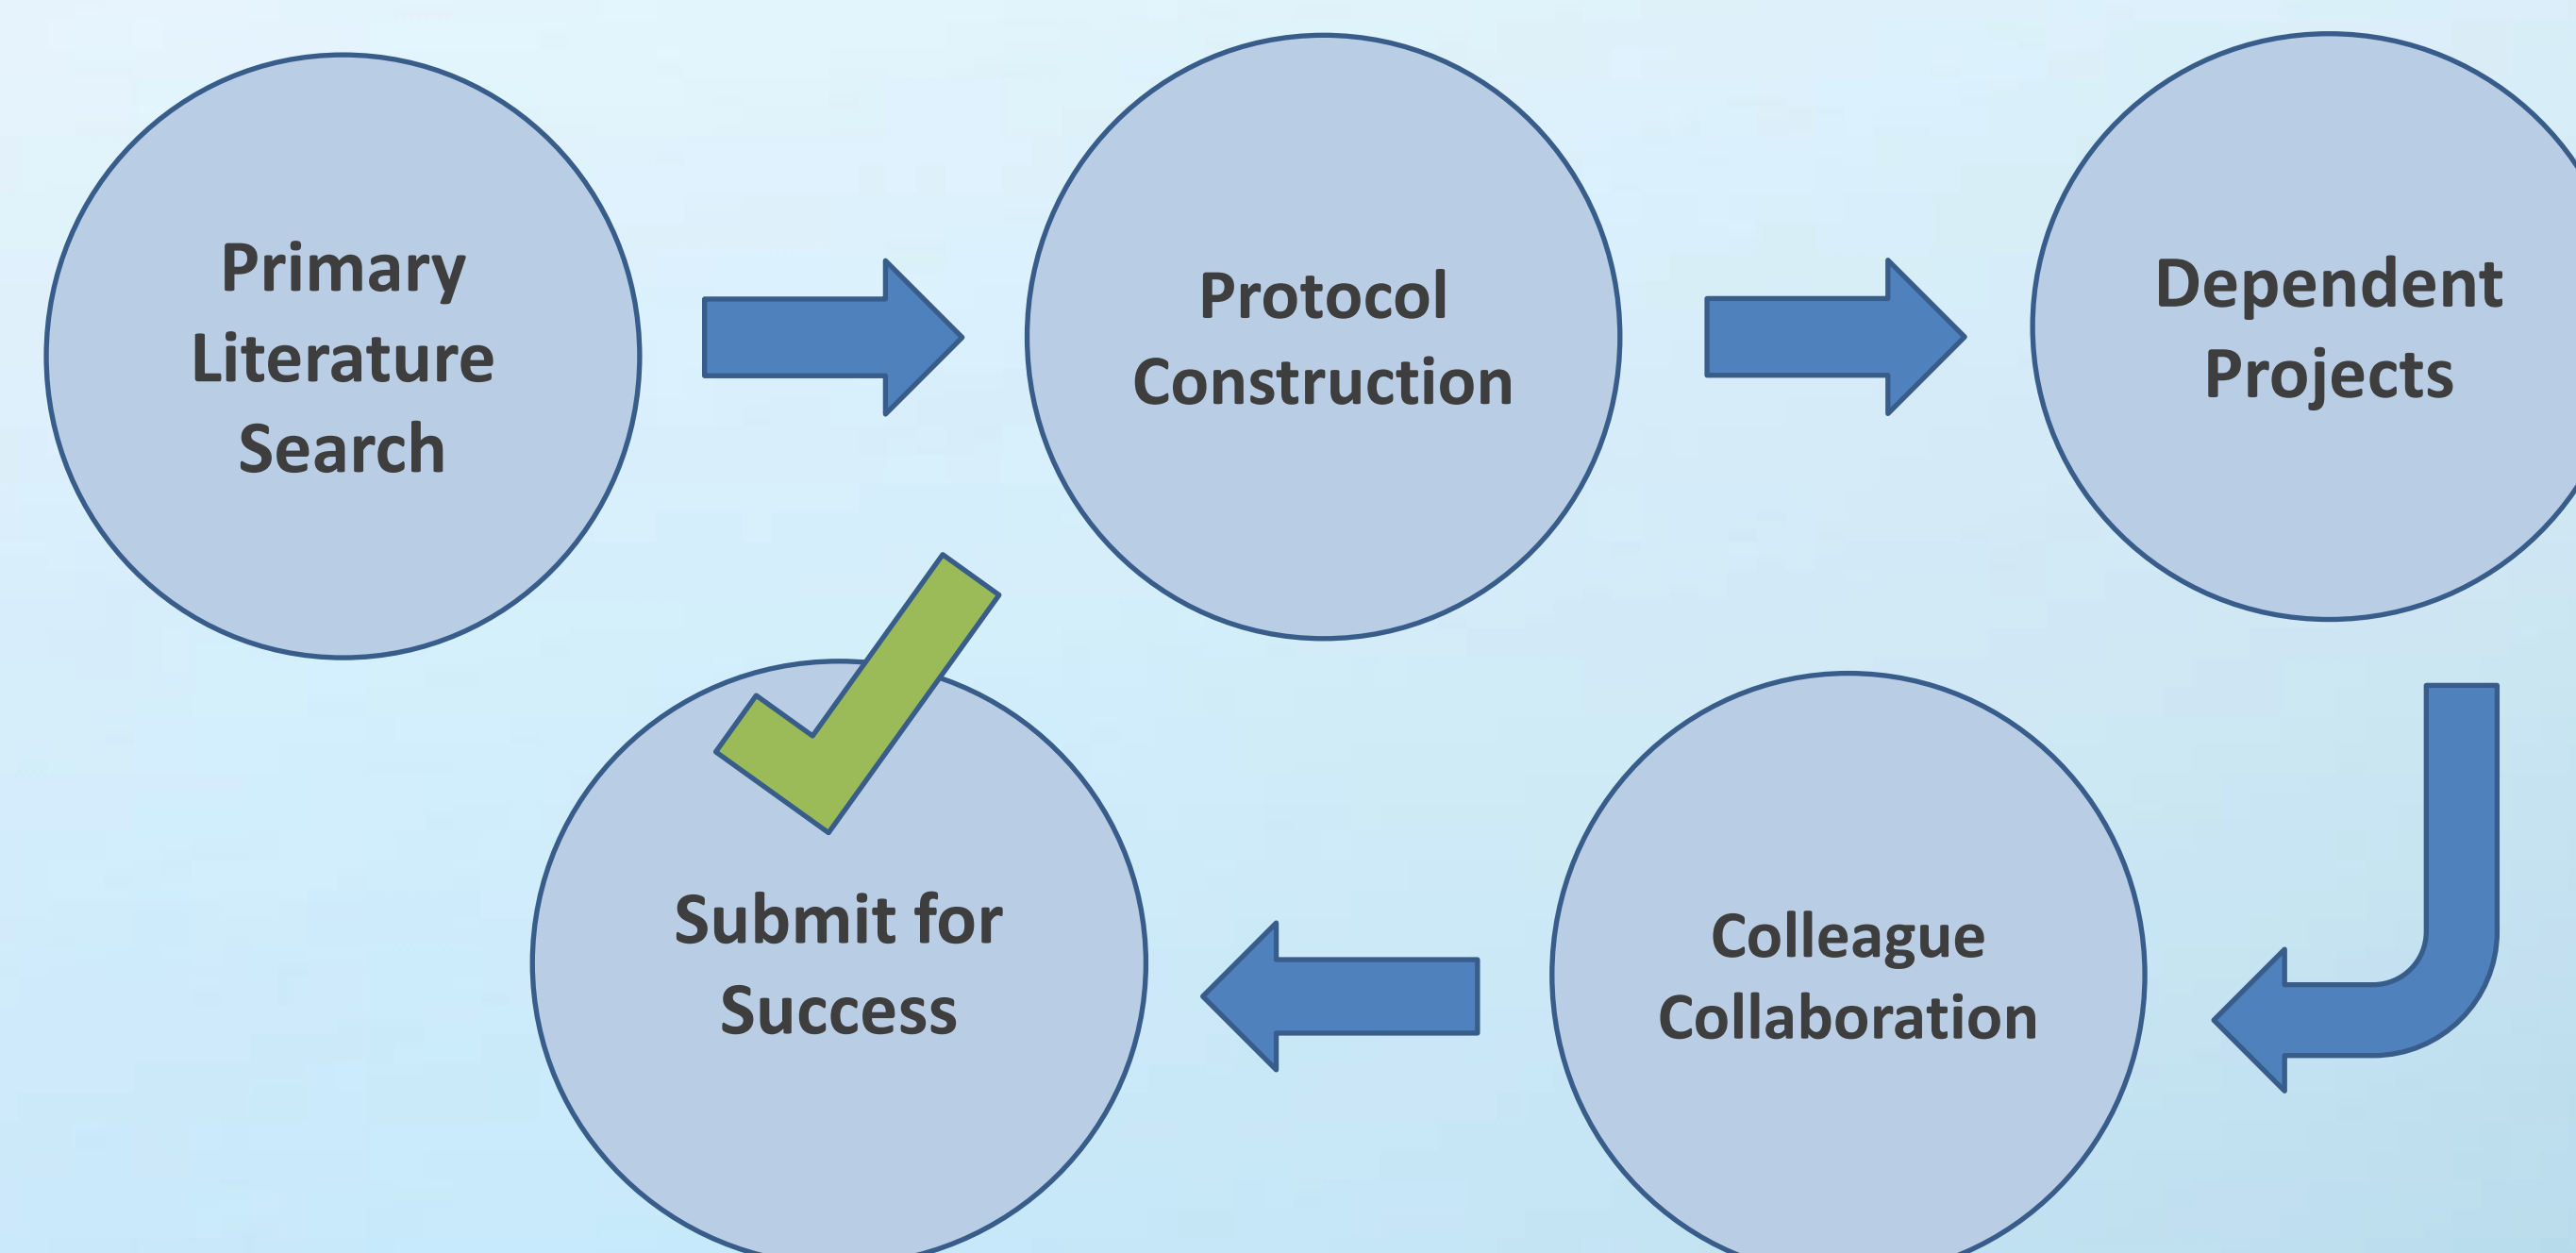 Primary
Literature
Search
Protocol
Construction
Dependent
Projects
Colleague
Collaboration
Submit for
Success